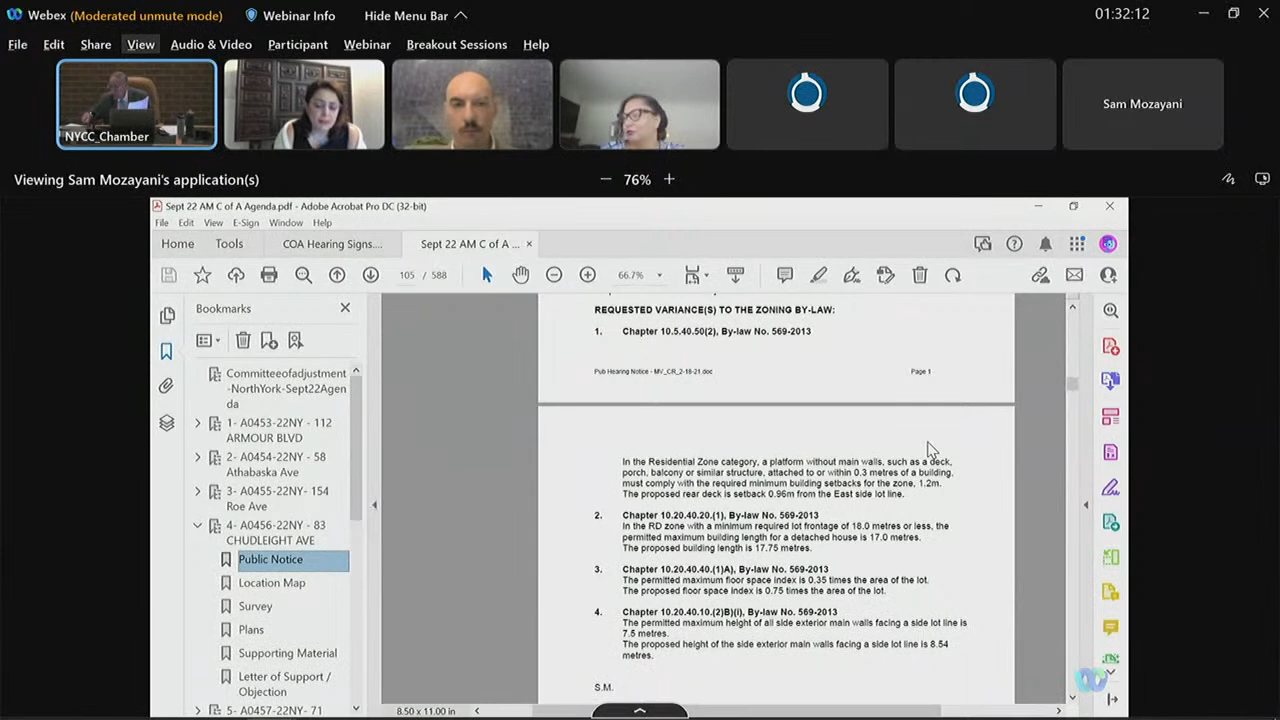 Webex (Moderated unmute mode) Webinar Info Hide Menu Bar 01:32:12
File Edit Share View Audio & Video Participant Webinar Breakout Sessions Help
NYCC_Chamber
Sam Mozayani
Viewing Sam Mozayani's application(s)
76%
Sept 22 AM C of A Agenda.pdf - Adobe Acrobat Pro DC (32-bit)
File Edit View E-Sign Window Help
Home Tools COA Hearing Signs.... Sept 22 AM C of A ... ×
105 / 588 66.7%
Bookmarks
Committeeofadjustment
-NorthYork-Sept22Agen
da
1- A0453-22NY - 112
ARMOUR BLVD
2- A0454-22NY - 58
Athabaska Ave
3- A0455-22NY - 154
Roe Ave
4- A0456-22NY - 83
CHUDLEIGHT AVE
Public Notice
Location Map
Survey
Plans
Supporting Material
Letter of Support /
Objection
5- A0457-22NY - 71
REQUESTED VARIANCE(S) TO THE ZONING BY-LAW:
1. Chapter 10.5.40.50(2), By-law No. 569-2013
Pub Hearing Notice - MV_CR_2-18-21.doc Page 1
In the Residential Zone category, a platform without main walls, such as a deck,
porch, balcony or similar structure, attached to or within 0.3 metres of a building,
must comply with the required minimum building setbacks for the zone, 1.2m.
The proposed rear deck is setback 0.96m from the East side lot line.
2. Chapter 10.20.40.20.(1), By-law No. 569-2013
In the RD zone with a minimum required lot frontage of 18.0 metres or less, the
permitted maximum building length for a detached house is 17.0 metres.
The proposed building length is 17.75 metres.
3. Chapter 10.20.40.40.(1)A), By-law No. 569-2013
The permitted maximum floor space index is 0.35 times the area of the lot.
The proposed floor space index is 0.75 times the area of the lot.
4. Chapter 10.20.40.10.(2)B)(i), By-law No. 569-2013
The permitted maximum height of all side exterior main walls facing a side lot line is
7.5 metres.
The proposed height of the side exterior main walls facing a side lot line is 8.54
metres.
S.M.
8.50 x 11.00 in